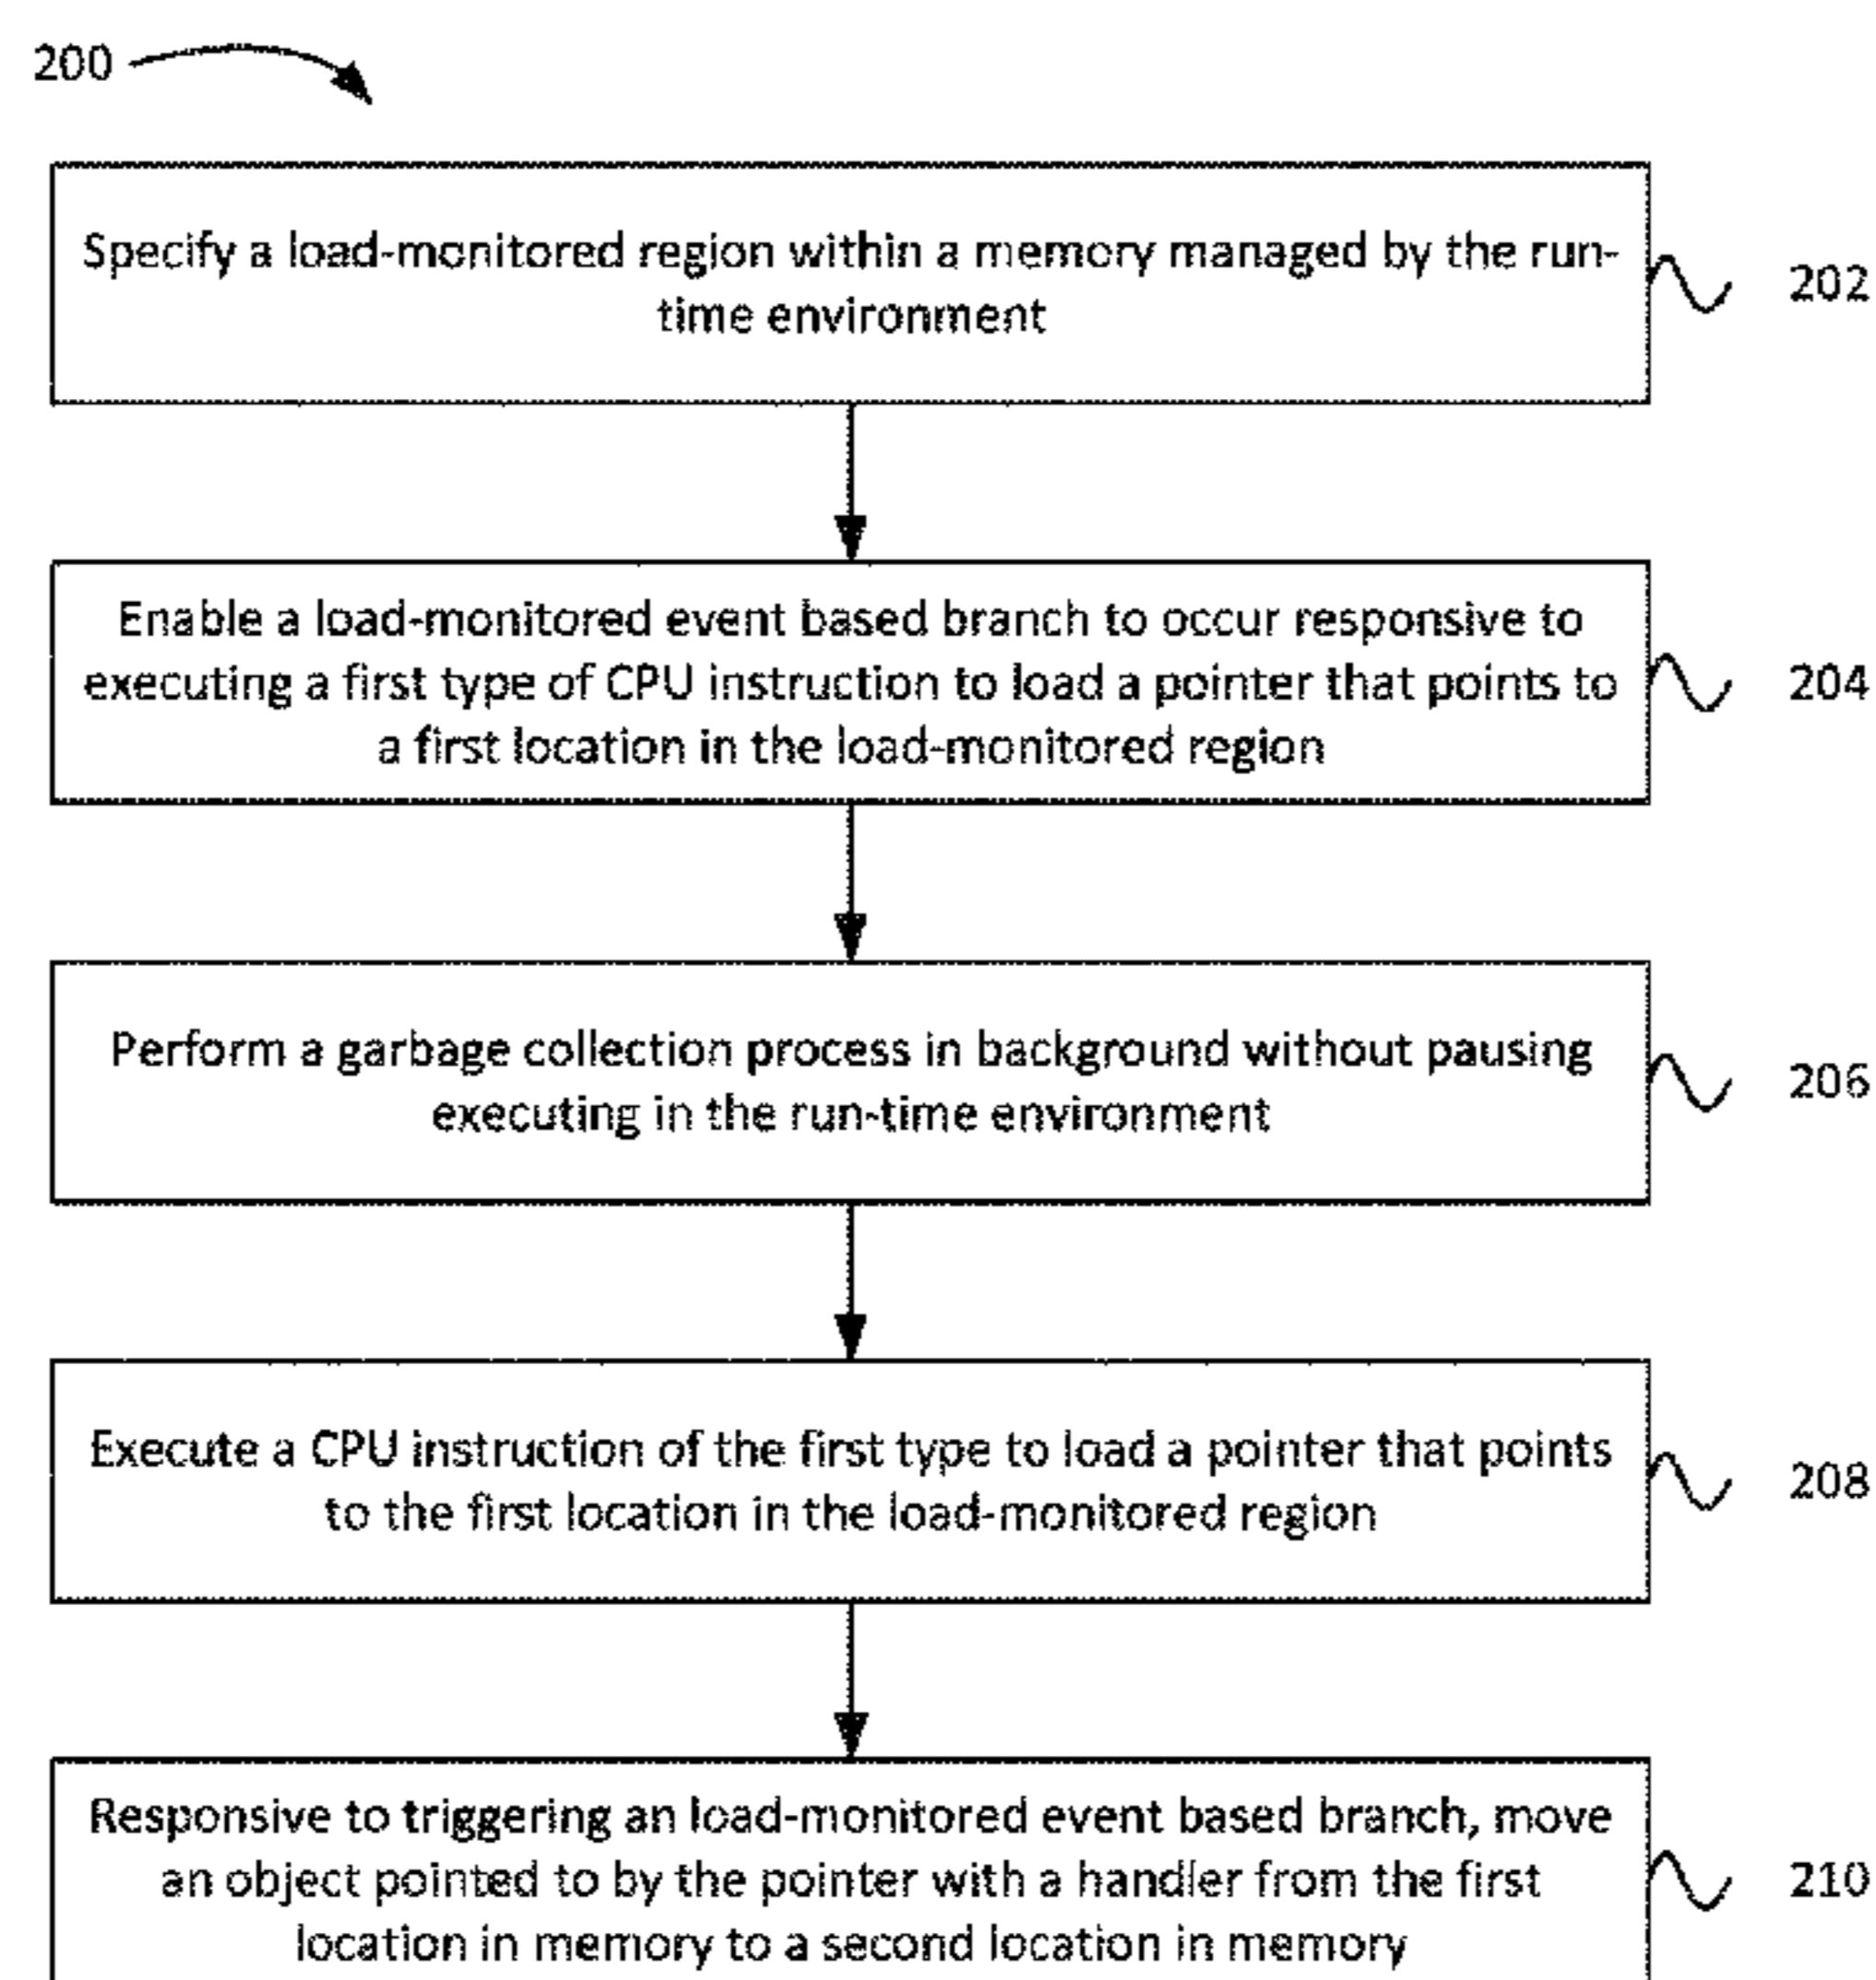 200
Specify a load-monitored region within a memory managed by the run-
time environment
202
Enable a load-monitored event based branch to occur responsive to
executing a first type of CPU instruction to load a pointer that points to
a first location in the load-monitored region
204
Perform a garbage collection process in background without pausing
executing in the run-time environment
206
Execute a CPU instruction of the first type to load a pointer that points
to the first location in the load-monitored region
208
Responsive to triggering an load-monitored event based branch, move
an object pointed to by the pointer with a handler from the first
location in memory to a second location in memory
210